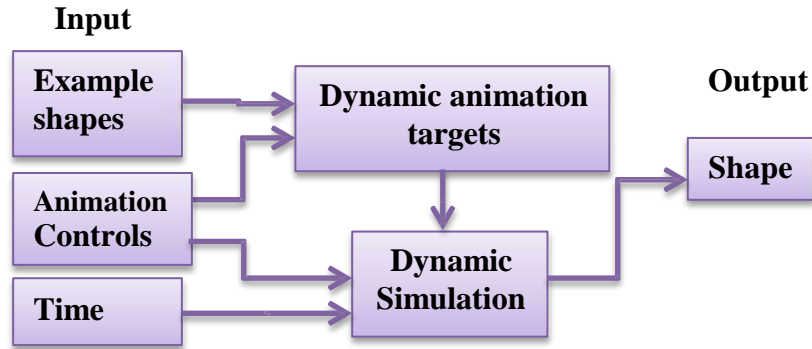 Input
Example
shapes
Animation
Controls
Time
Dynamic animation
targets
Dynamic
Simulation
Output
Shape